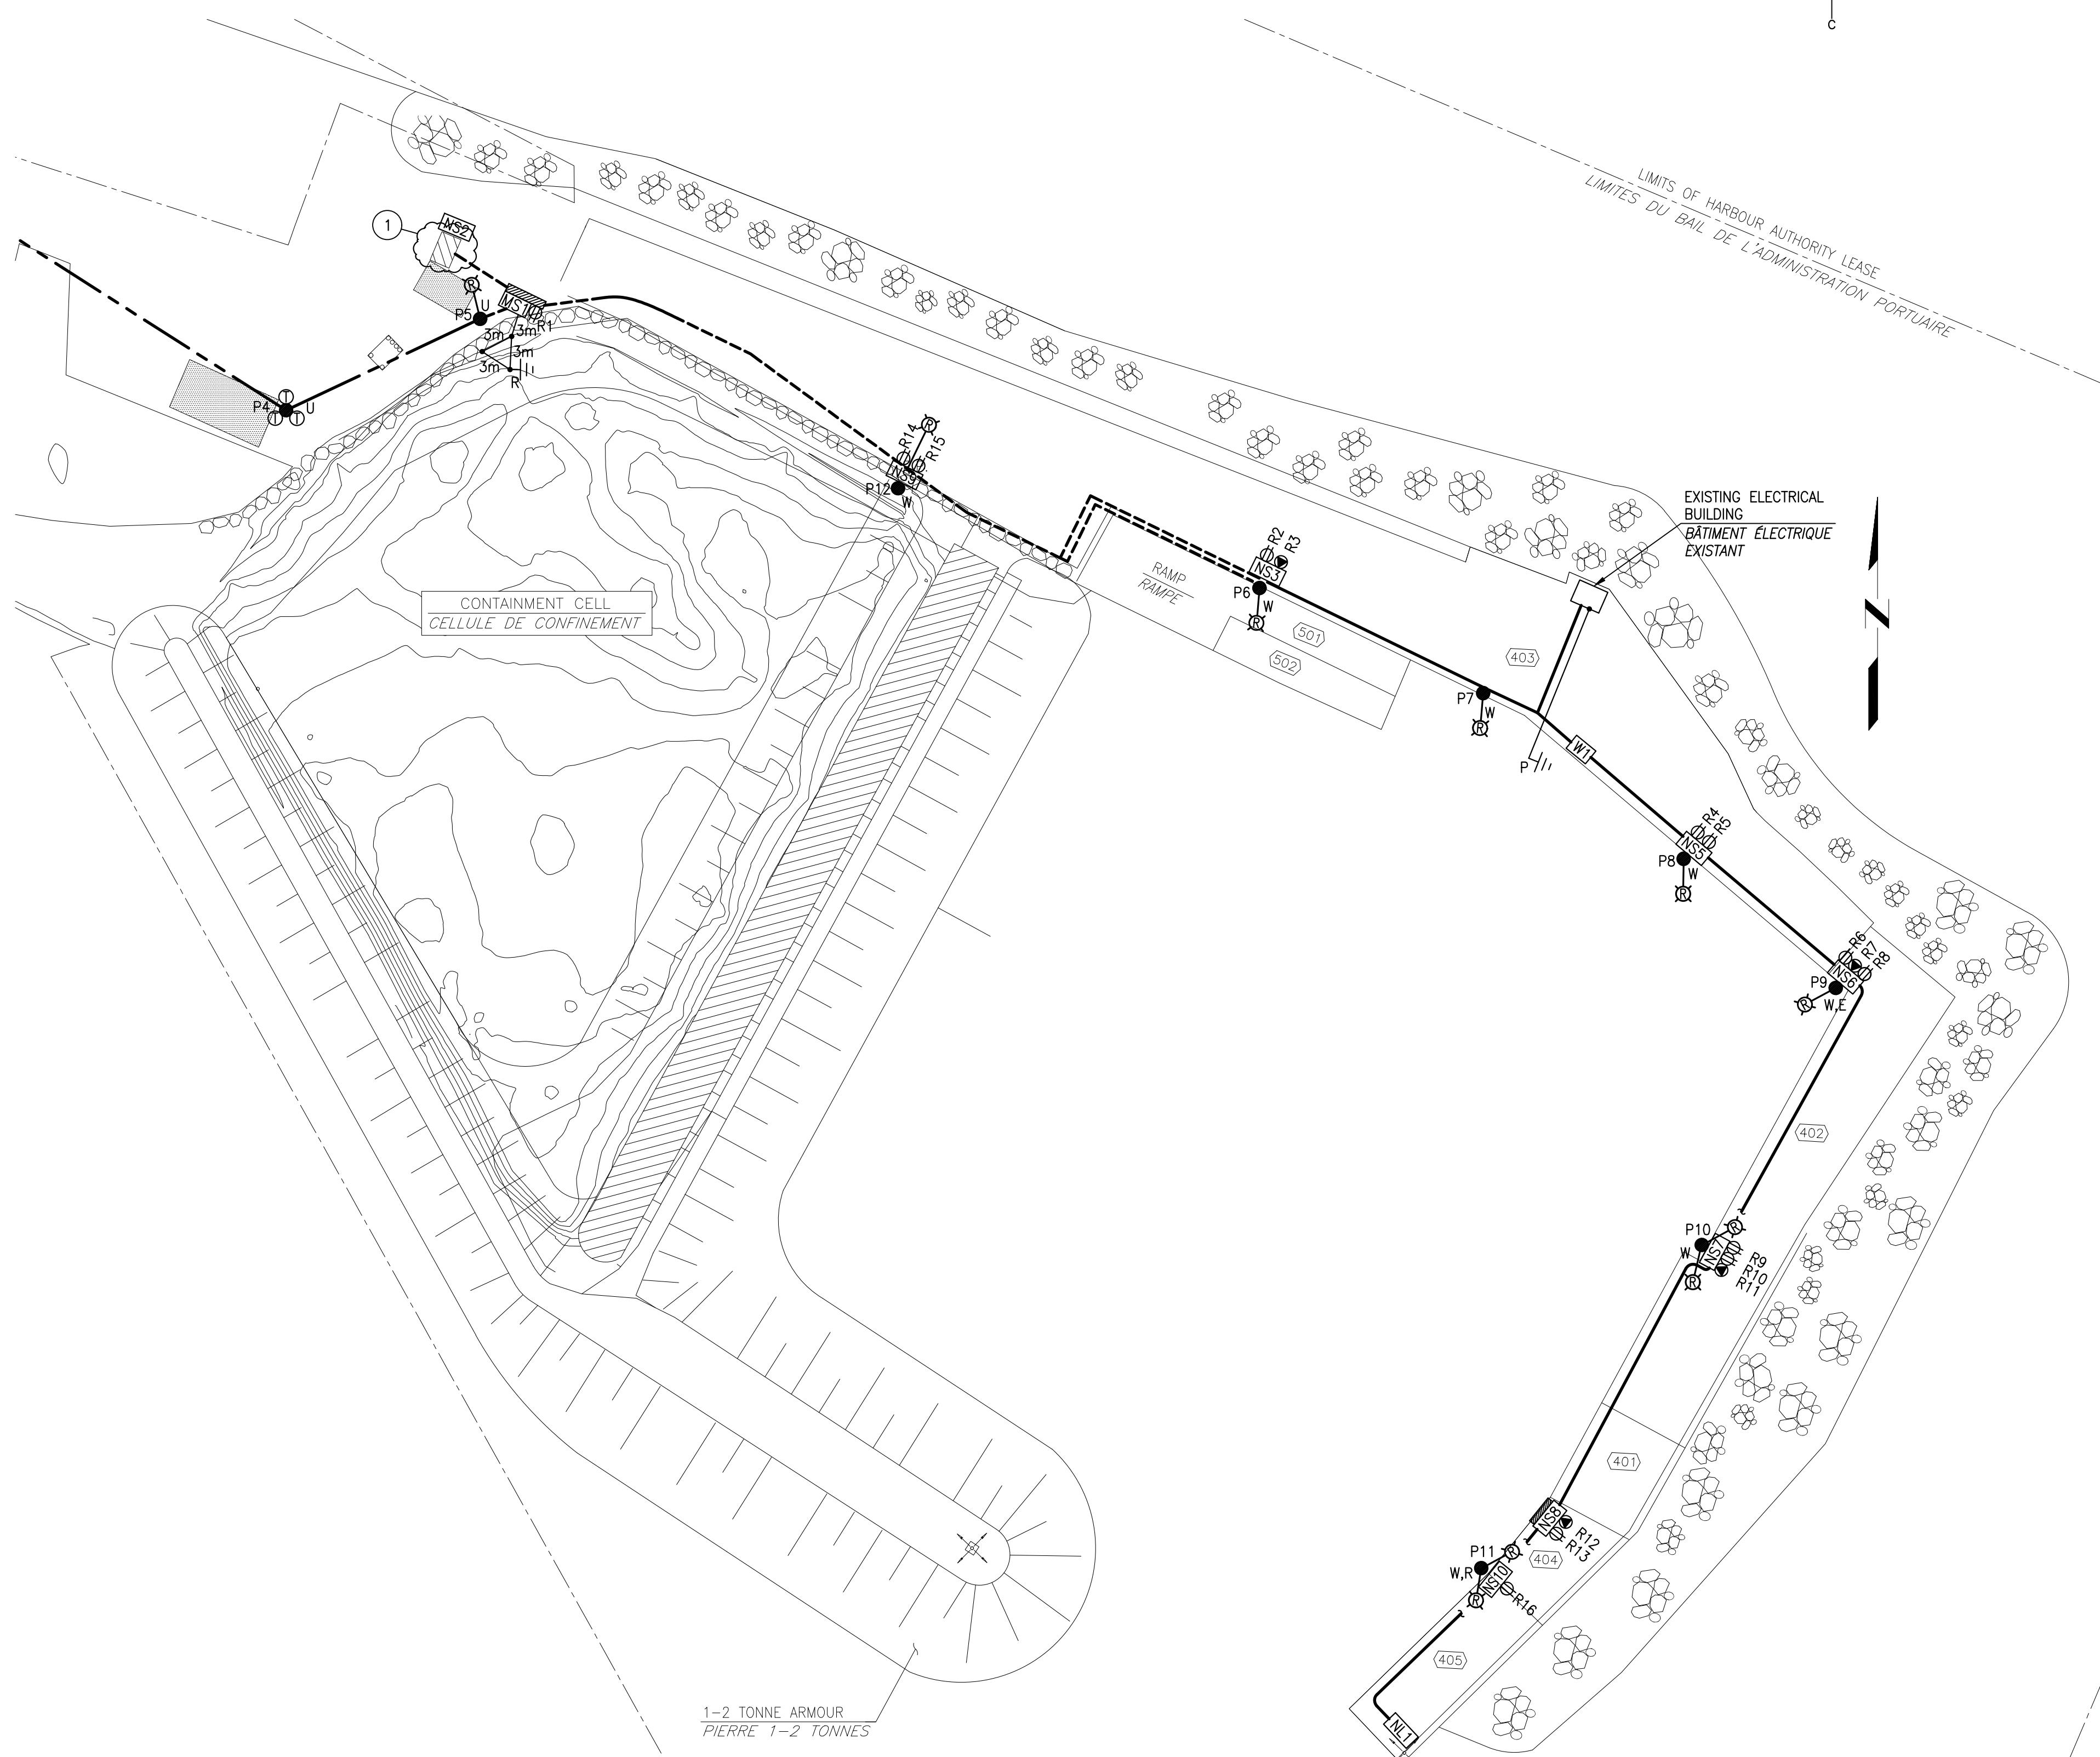 C
LIMITS OF HARBOUR AUTHORITY LEASE
LIMITES DU BAIL DE L'ADMINISTRATION PORTUAIRE
1
NS2
R
U
P5
R1
3m
3m
3m
3m
R
T
P4
U
T
T
R
R14
R15
NS9
P12
W
EXISTING ELECTRICAL
BUILDING
BÂTIMENT ÉLECTRIQUE
EXISTANT
N
R2
R3
NS3
RAMP
RAMPE
P6
W
R
501
502
403
CONTAINMENT CELL
CELLULE DE CONFINEMENT
P7
W
R
W1
P
R4
R5
NS5
P8
W
R
R6
R7
R8
NS6
P9
R
W,E
402
P10
R
W
NS7
R9
R10
R11
R
401
NS8
R12
R13
P11
R
404
W,R
NS10
R
R16
405
1-2 TONNE ARMOUR
PIERRE 1-2 TONNES
NL1